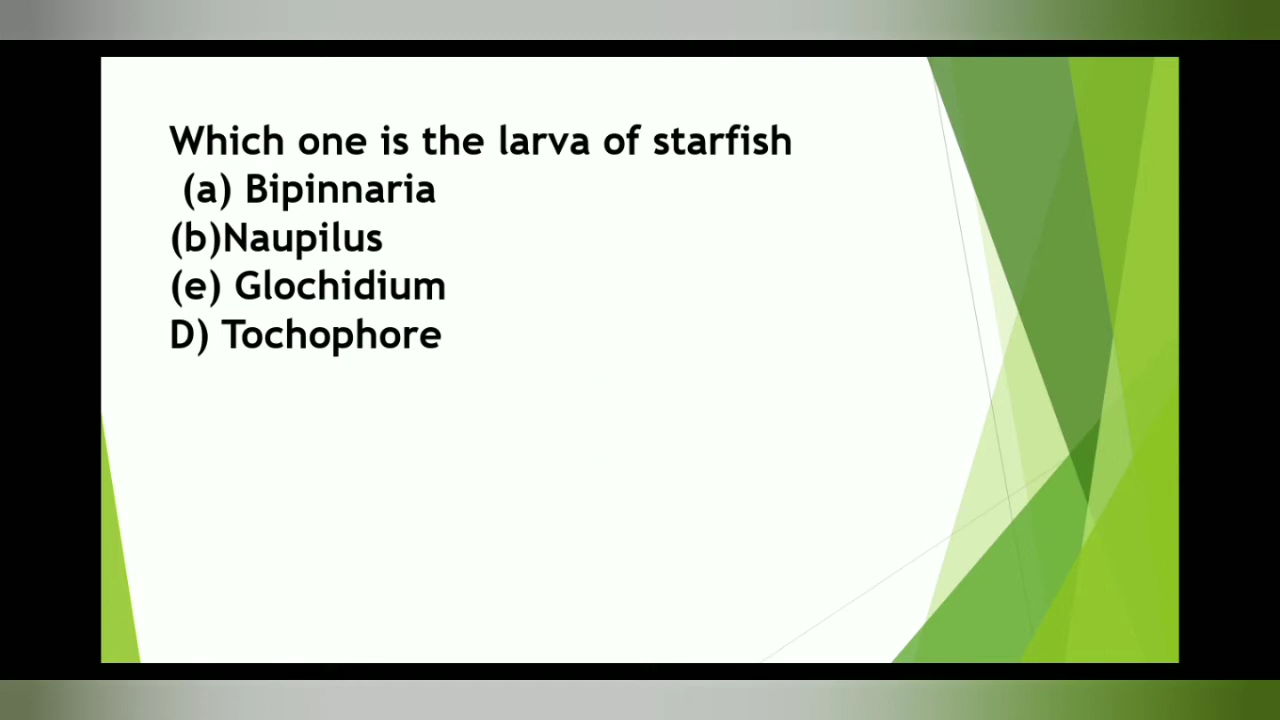 Which one is the larva of starfish
(a) Bipinnaria
(b)Naupilus
(e) Glochidium
D) Tochophore